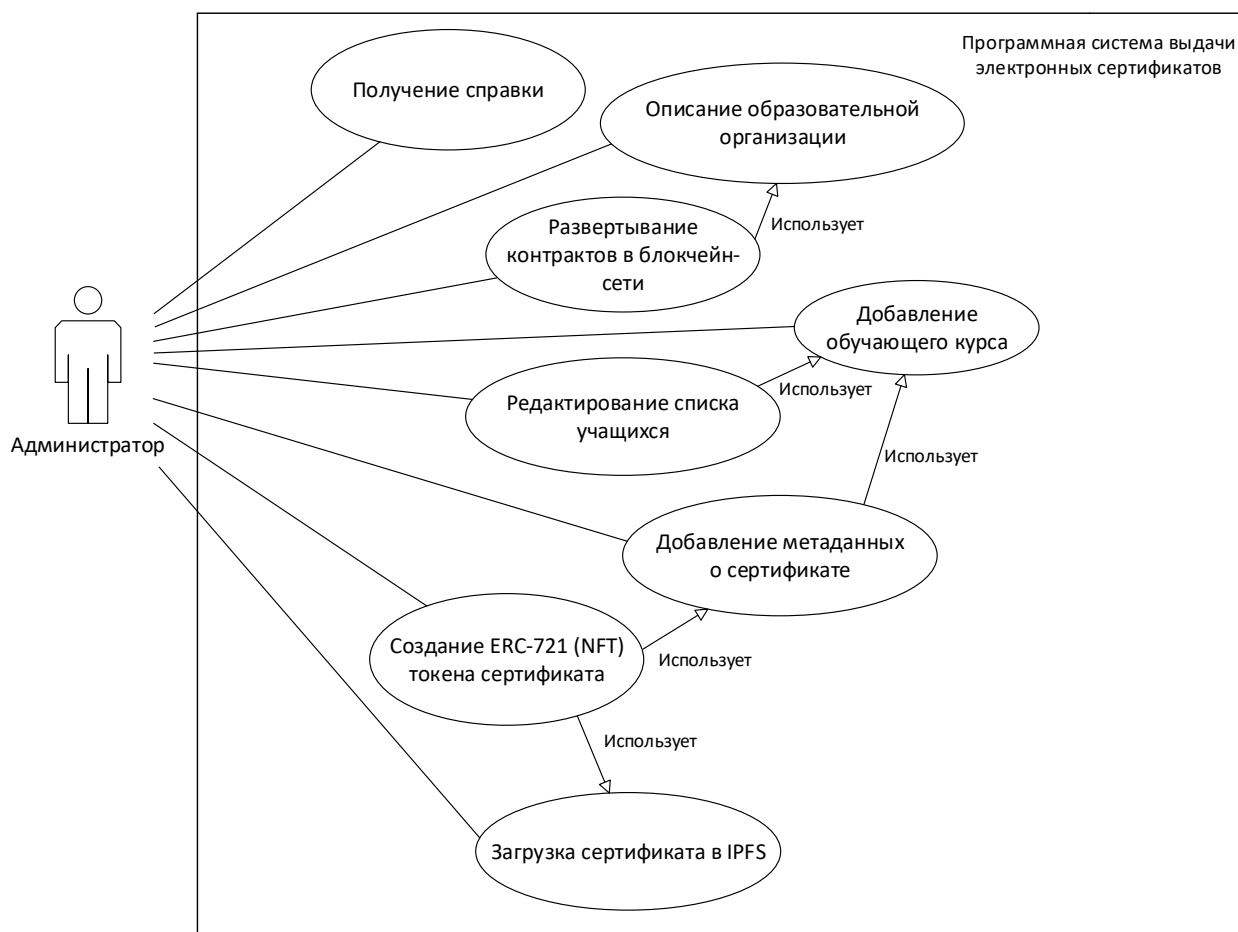 Программная система выдачи
электронных сертификатов
Получение справки
Описание образовательной
организации
Развертывание
контрактов в блокчейн-
сети
Использует
Добавление
обучающего курса
Использует
Редактирование списка
учащихся
Администратор
Использует
Добавление метаданных
о сертификате
Создание ERC-721 (NFT)
токена сертификата
Использует
Использует
Загрузка сертификата в IPFS